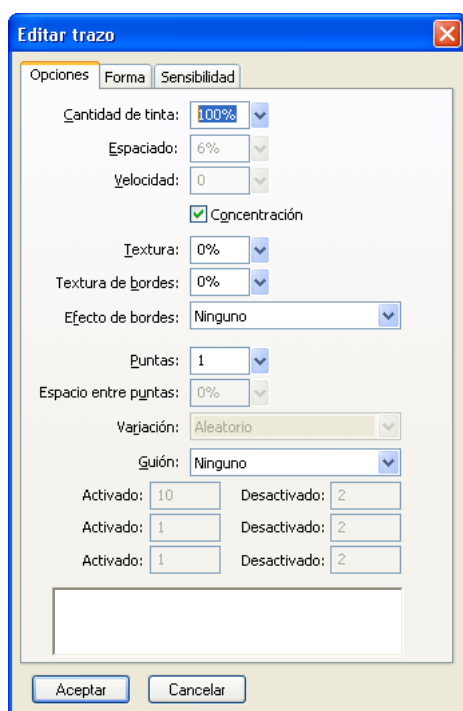 Editar trazo
Opciones Forma Sensibilidad
Cantidad de tinta: 100%
Espaciado: 6%
Velocidad: 0
Concentración
Textura: 0%
Textura de bordes: 0%
Efecto de bordes: Ninguno
Puntas: 1
Espacio entre puntas: 0%
Variación: Aleatorio
Guión: Ninguno
Activado: 10 Desactivado: 2
Activado: 1 Desactivado: 2
Activado: 1 Desactivado: 2
Aceptar Cancelar